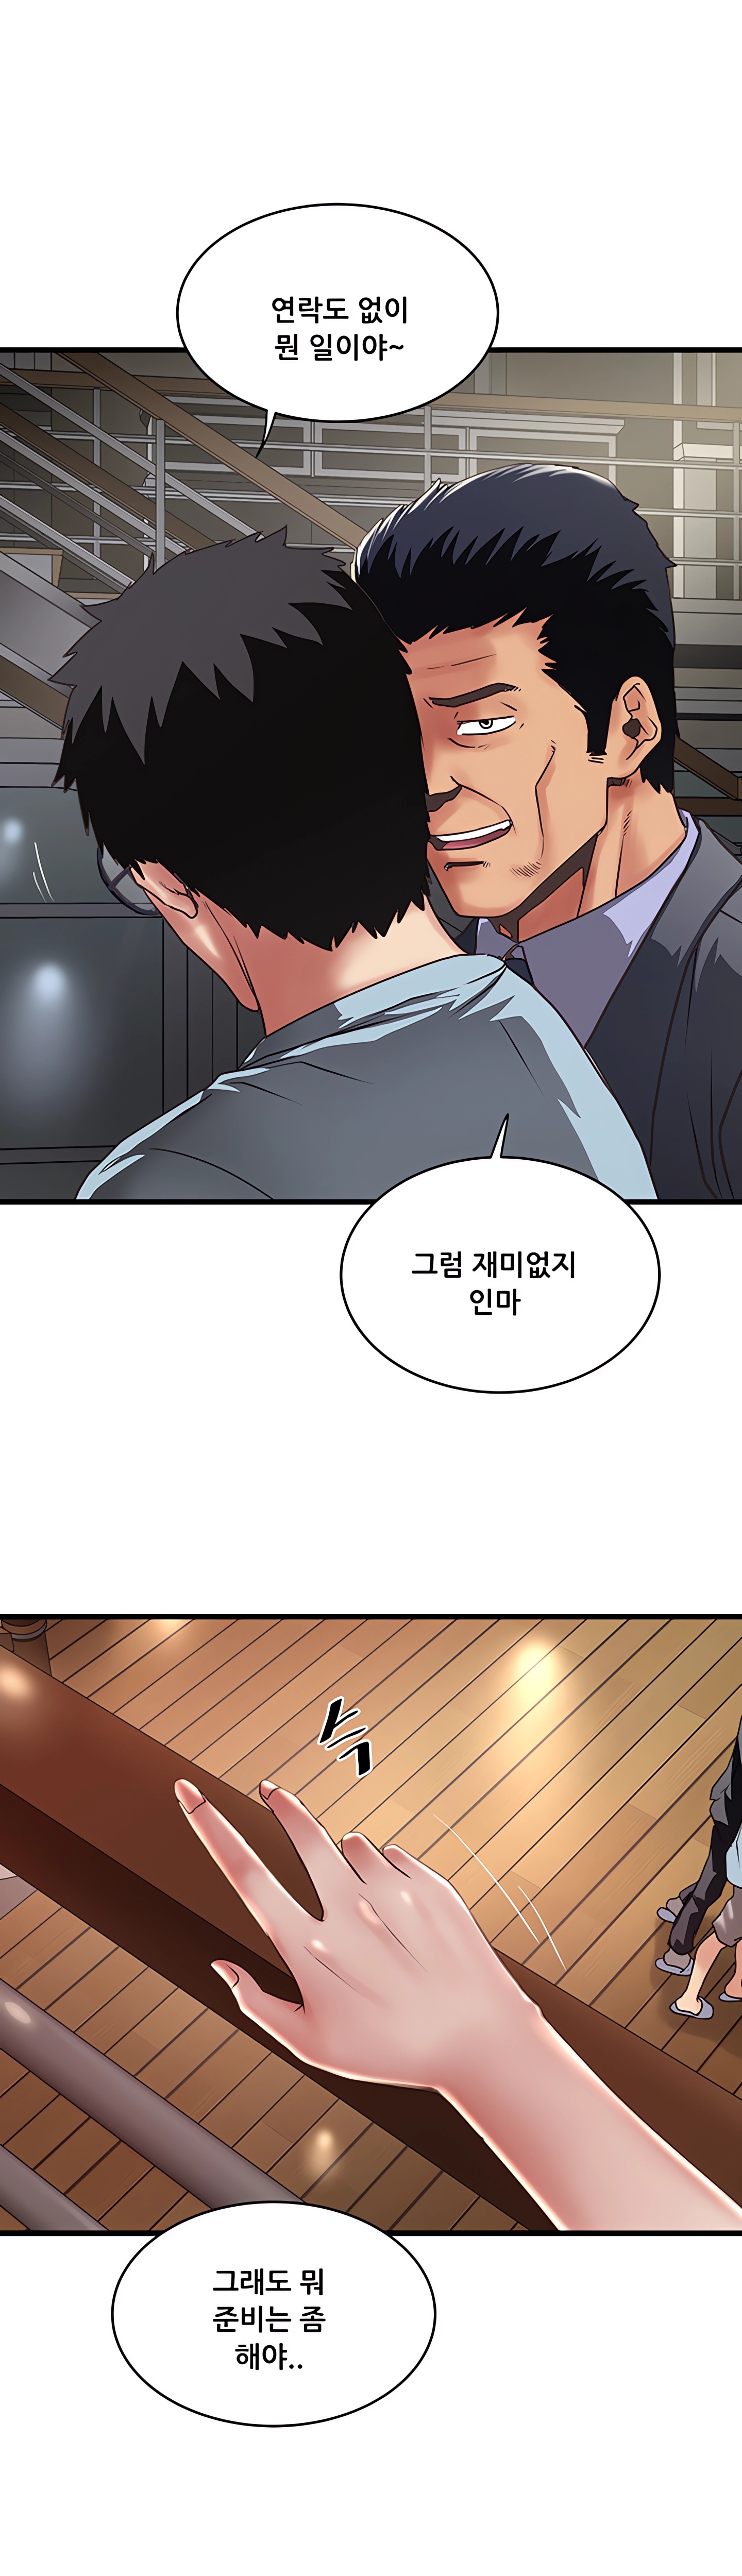 연락도 없이
뭔 일이야~
그럼 재미없지
인마
슥
그래도 뭐
준비는 좀
해야..